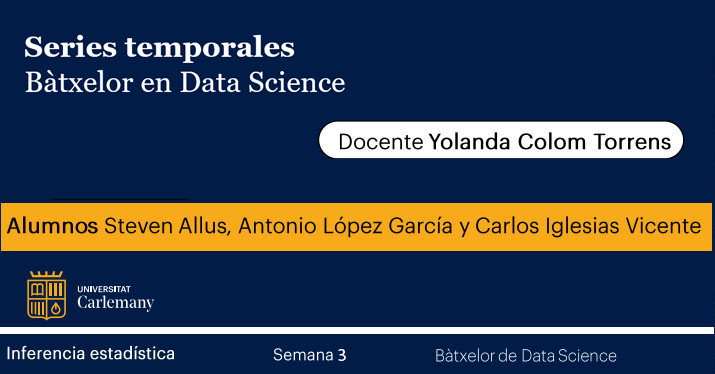 Series temporales
Bàtxelor en Data Science
Docente Yolanda Colom Torrens
Alumnos Steven Allus, Antonio López García y Carlos Iglesias Vicente
UNIVERSITAT
Carlemany
Inferencia estadística Semana 3 Bàtxelor de Data Science